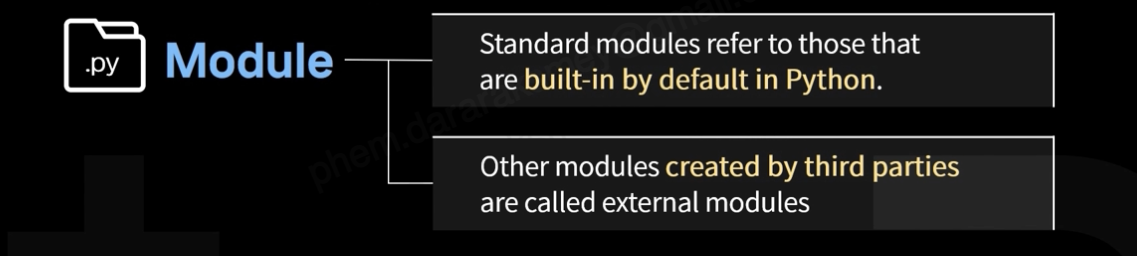 .py
Module
Standard modules refer to those that
are built-in by default in Python.
Other modules created by third parties
are called external modules